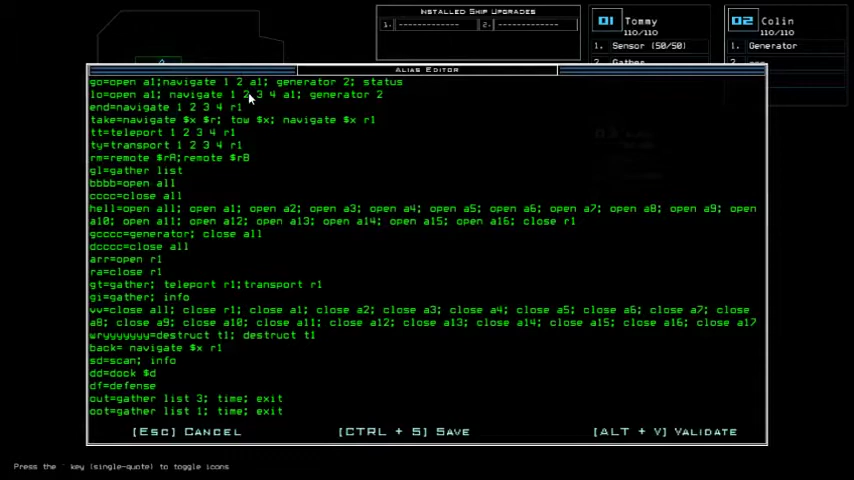 Installed Ship Upgrades
1. ------------- 2. -------------
01 Tommy
110/110
1. Sensor (50/50)
2. Gather
02 Colin
110/110
1. Generator
Alias Editor
go=open a1;navigate 1 2 a1; generator 2; status
lo=open a1; navigate 1 2 3 4 a1; generator 2
end=navigate 1 2 3 4 r1
take=navigate $x $r; tow $x; navigate $x r1
tt=teleport 1 2 3 4 r1
ty=transport 1 2 3 4 r1
rm=remote $rA;remote $rB
gl=gather list
bbbb=open all
cccc=close all
hell=open all; open a1; open a2; open a3; open a4; open a5; open a6; open a7; open a8; open a9; open
a10; open a11; open a12; open a13; open a14; open a15; open a16; close r1
gcccc=generator; close all
dcccc=close all
arr=open r1
ra=close r1
gt=gather; teleport r1;transport r1
gi=gather; info
vv=close all; close r1; close a1; close a2; close a3; close a4; close a5; close a6; close a7; close
a8; close a9; close a10; close a11; close a12; close a13; close a14; close a15; close a16; close a17
wryyyyyyy=destruct t1; destruct t1
back= navigate $x r1
sd=scan; info
dd=dock $d
df=defense
out=gather list 3; time; exit
oot=gather list 1; time; exit
[Esc] Cancel [CTRL + S] Save [ALT + V] Validate
Press the ` key (single-quote) to toggle icons